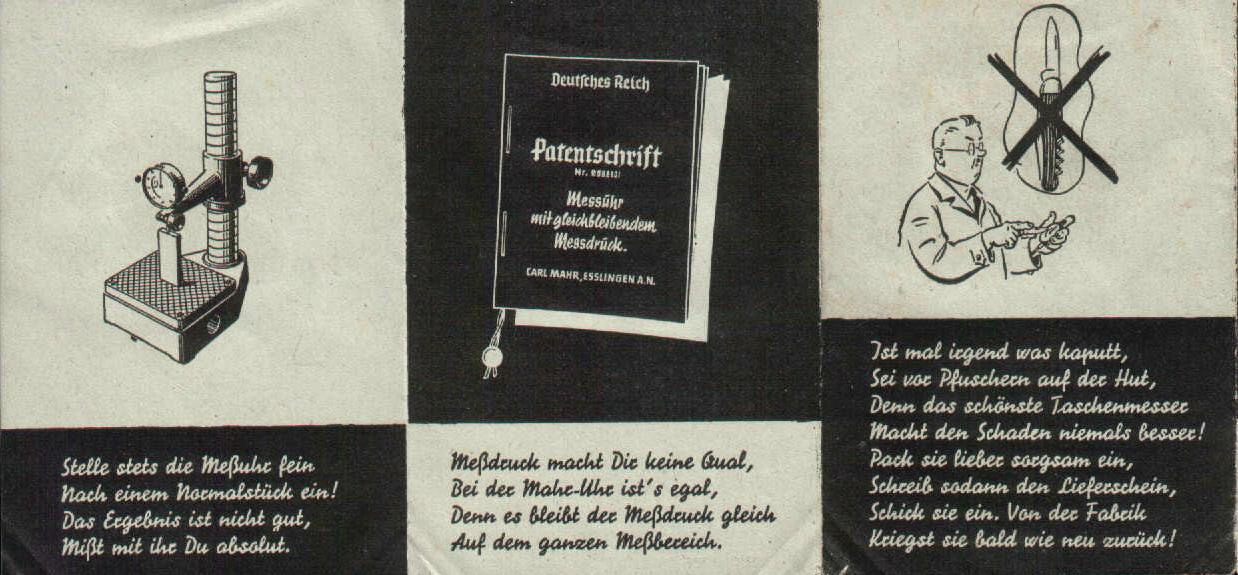 Stelle stets die Meßuhr fein
Nach einem Normalstück ein!
Das Ergebnis ist nicht gut,
Mißt mit ihr Du absolut.
Deutsches Reich
Patentschrift
Nr.
Messuhr
mit gleichbleibendem
Messdruck.
CARL MAHR, ESSLINGEN A.N.
Meßdruck macht Dir keine Qual,
Bei der Mahr-Uhr ist's egal,
Denn es bleibt der Meßdruck gleich
Auf dem ganzen Meßbereich.
Ist mal irgend was kaputt,
Sei vor Pfuschern auf der Hut,
Denn das schönste Taschenmesser
Macht den Schaden niemals besser!
Pack sie lieber sorgsam ein,
Schreib sodann den Lieferschein,
Schick sie ein. Von der Fabrik
Kriegst sie bald wie neu zurück!